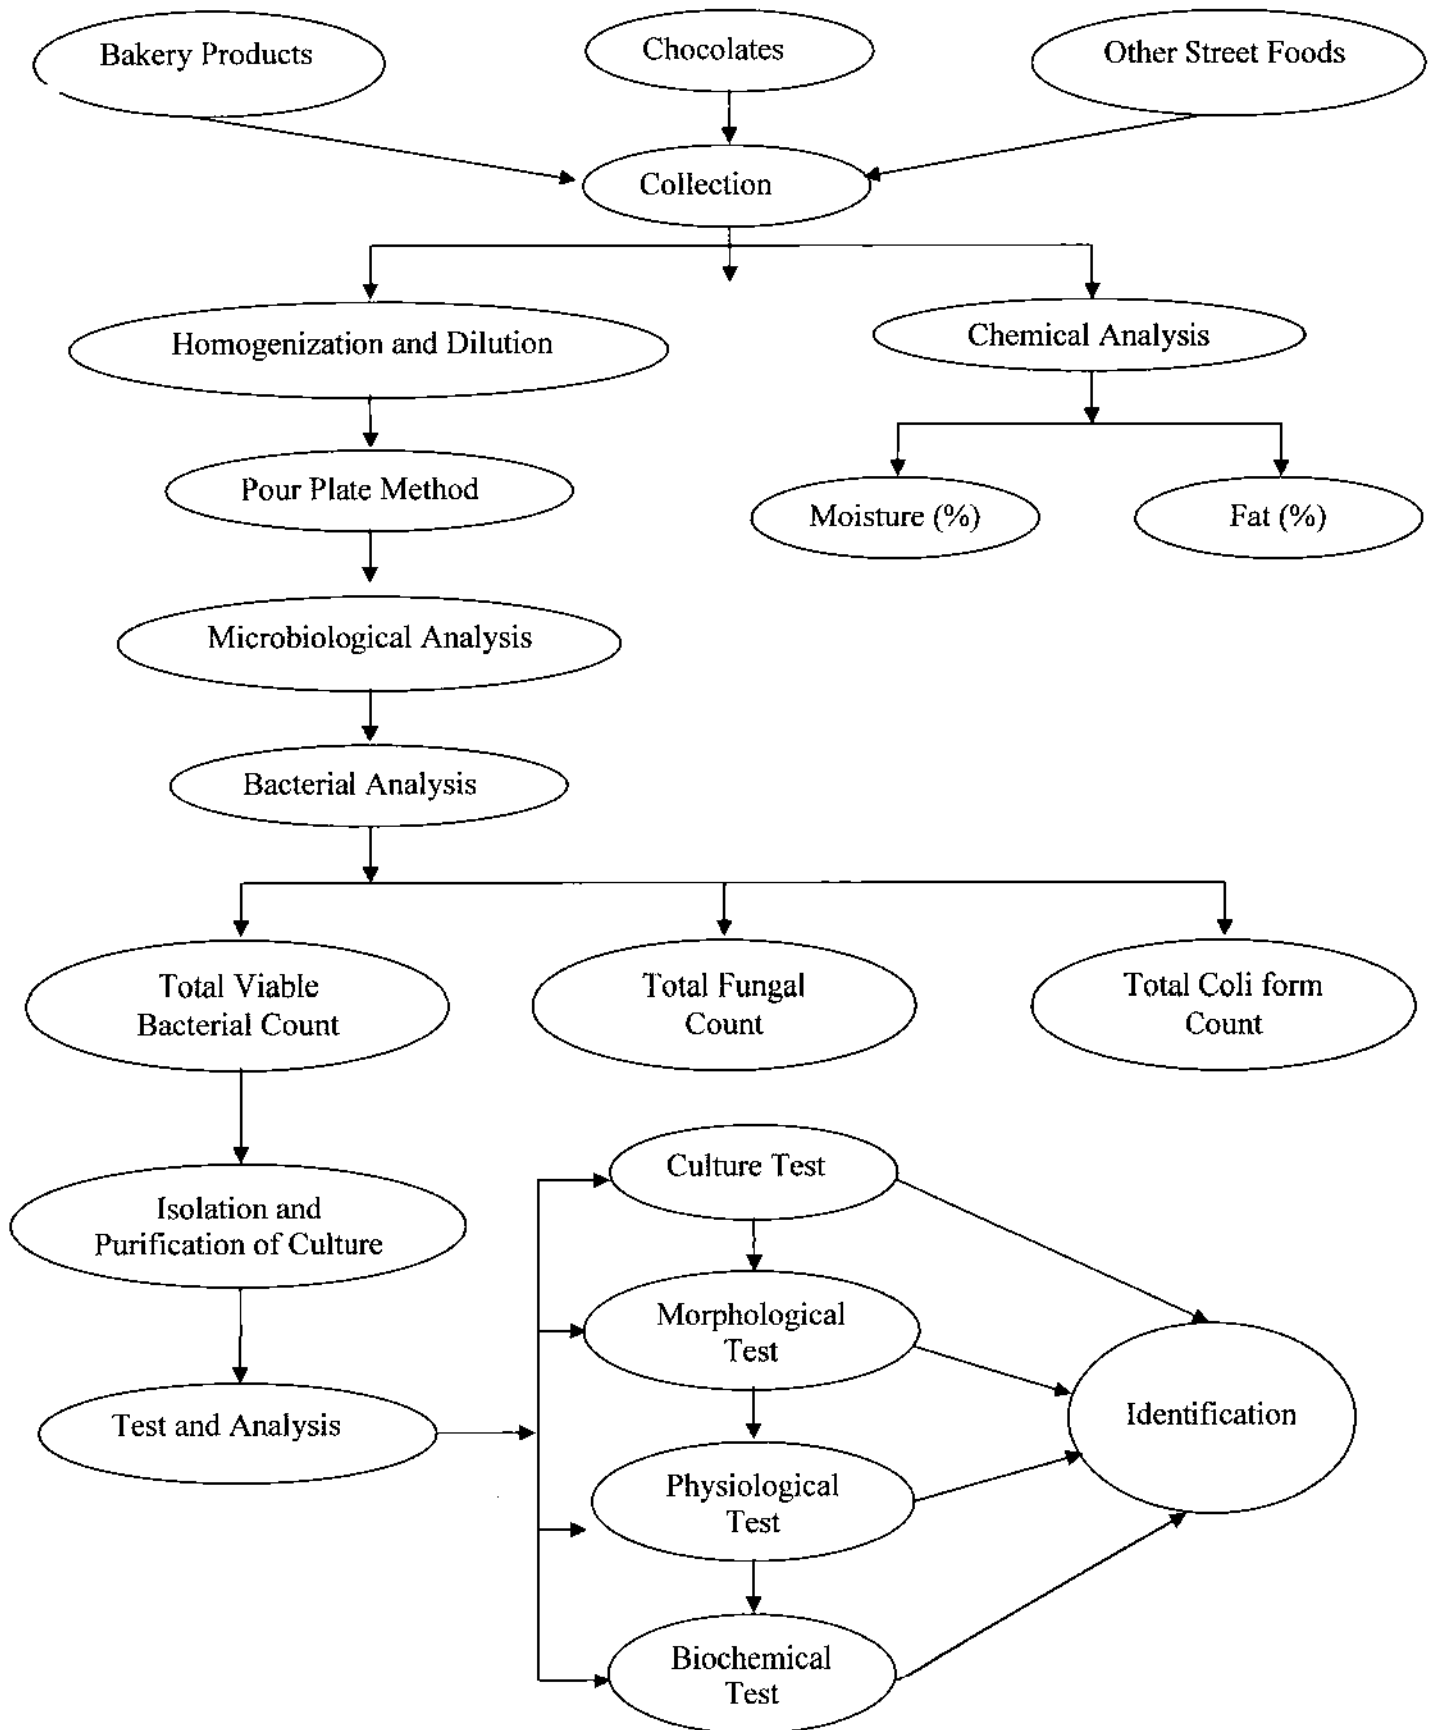 Bakery Products
Chocolates
Other Street Foods
Collection
Homogenization and Dilution
Chemical Analysis
Pour Plate Method
Moisture (%)
Fat (%)
Microbiological Analysis
Bacterial Analysis
Total Viable
Bacterial Count
Total Fungal
Count
Total Coli form
Count
Isolation and
Purification of Culture
Test and Analysis
Culture Test
Morphological
Test
Physiological
Test
Biochemical
Test
Identification